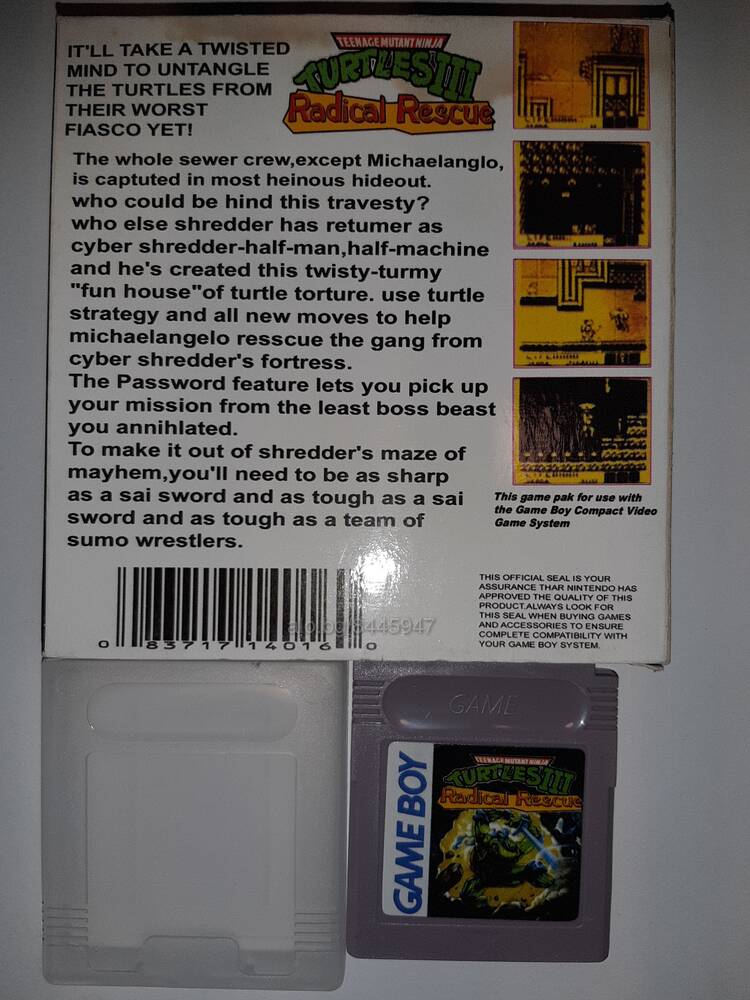 IT'LL TAKE A TWISTED
MIND TO UNTANGLE
THE TURTLES FROM
THEIR WORST
FIASCO YET!
TEENAGE MUTANT NINJA
TURTLES III
Radical Rescue
The whole sewer crew,except Michaelanglo,
is captuted in most heinous hideout.
who could be hind this travesty?
who else shredder has retumer as
cyber shredder-half-man,half-machine
and he's created this twisty-turmy
"fun house"of turtle torture. use turtle
strategy and all new moves to help
michaelangelo resscue the gang from
cyber shredder's fortress.
The Password feature lets you pick up
your mission from the least boss beast
you annihlated.
To make it out of shredder's maze of
mayhem,you'll need to be as sharp
as a sai sword and as tough as a sai
sword and as tough as a team of
sumo wrestlers.
This game pak for use with
the Game Boy Compact Video
Game System
THIS OFFICIAL SEAL IS YOUR
ASSURANCE THAR NINTENDO HAS
APPROVED THE QUALITY OF THIS
PRODUCT.ALWAYS LOOK FOR
THIS SEAL WHEN BUYING GAMES
AND ACCESSORIES TO ENSURE
COMPLETE COMPATIBILITY WITH
YOUR GAME BOY SYSTEM.
0 83717 14016 0
GAME
GAME BOY
TEENAGE MUTANT NINJA
TURTLES III
Radical Rescue